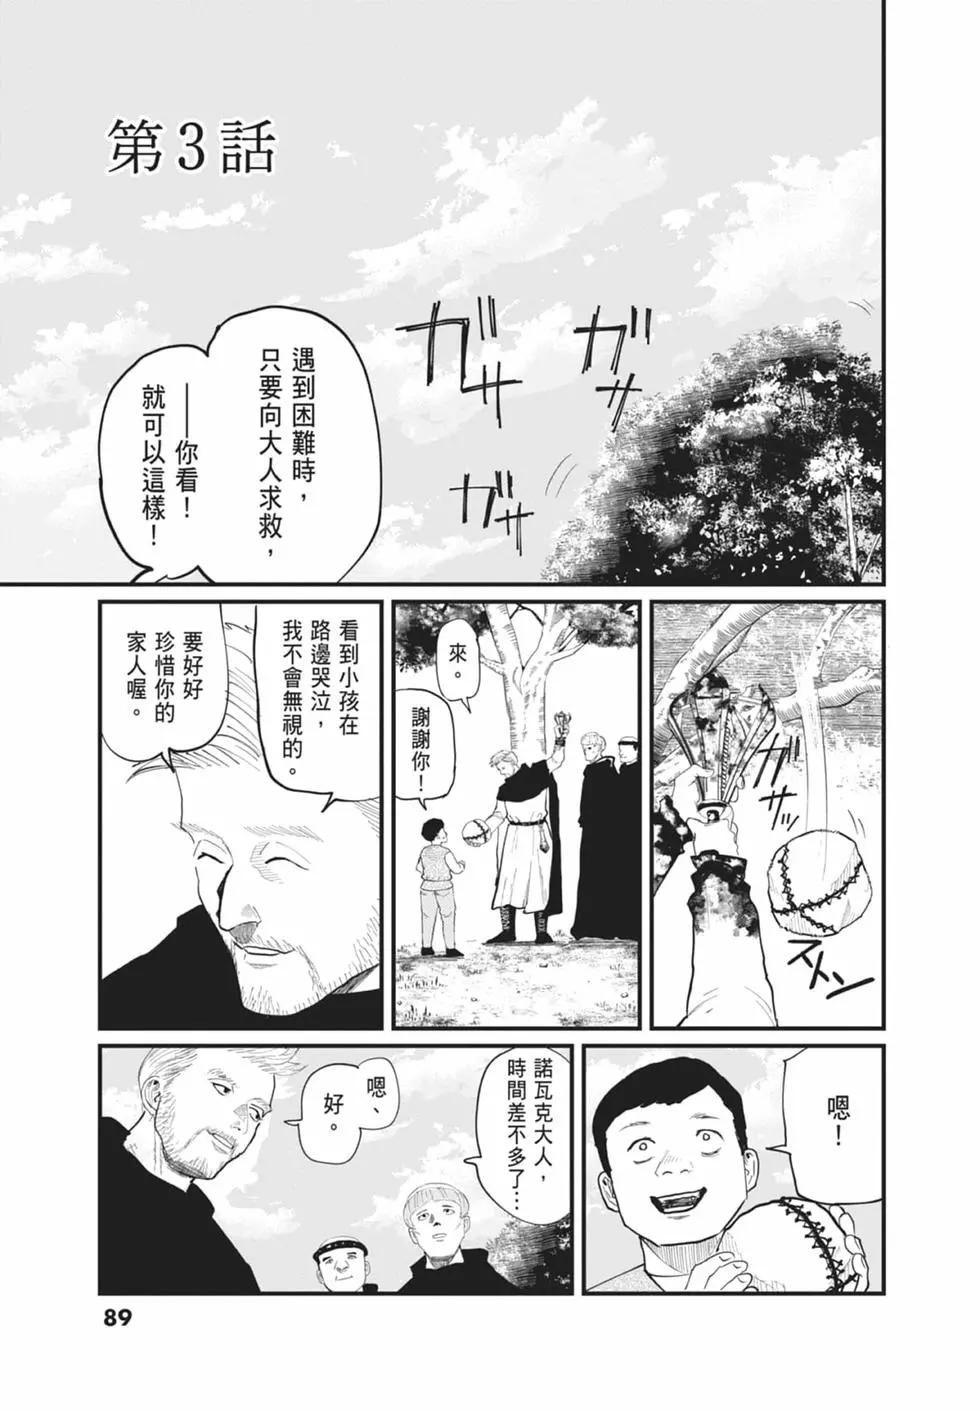 第3話
ガサ
ガサ
ガサ
遇到困難時，
只要向大人求救，
——你看！
就可以這樣！
ガサ
ストン
來。
謝謝你！
看到小孩在
路邊哭泣，
我不會無視的。
要好好
珍惜你的
家人喔。
嗯！
諾瓦克大人，
時間差不多了…
嗯、
好。
89